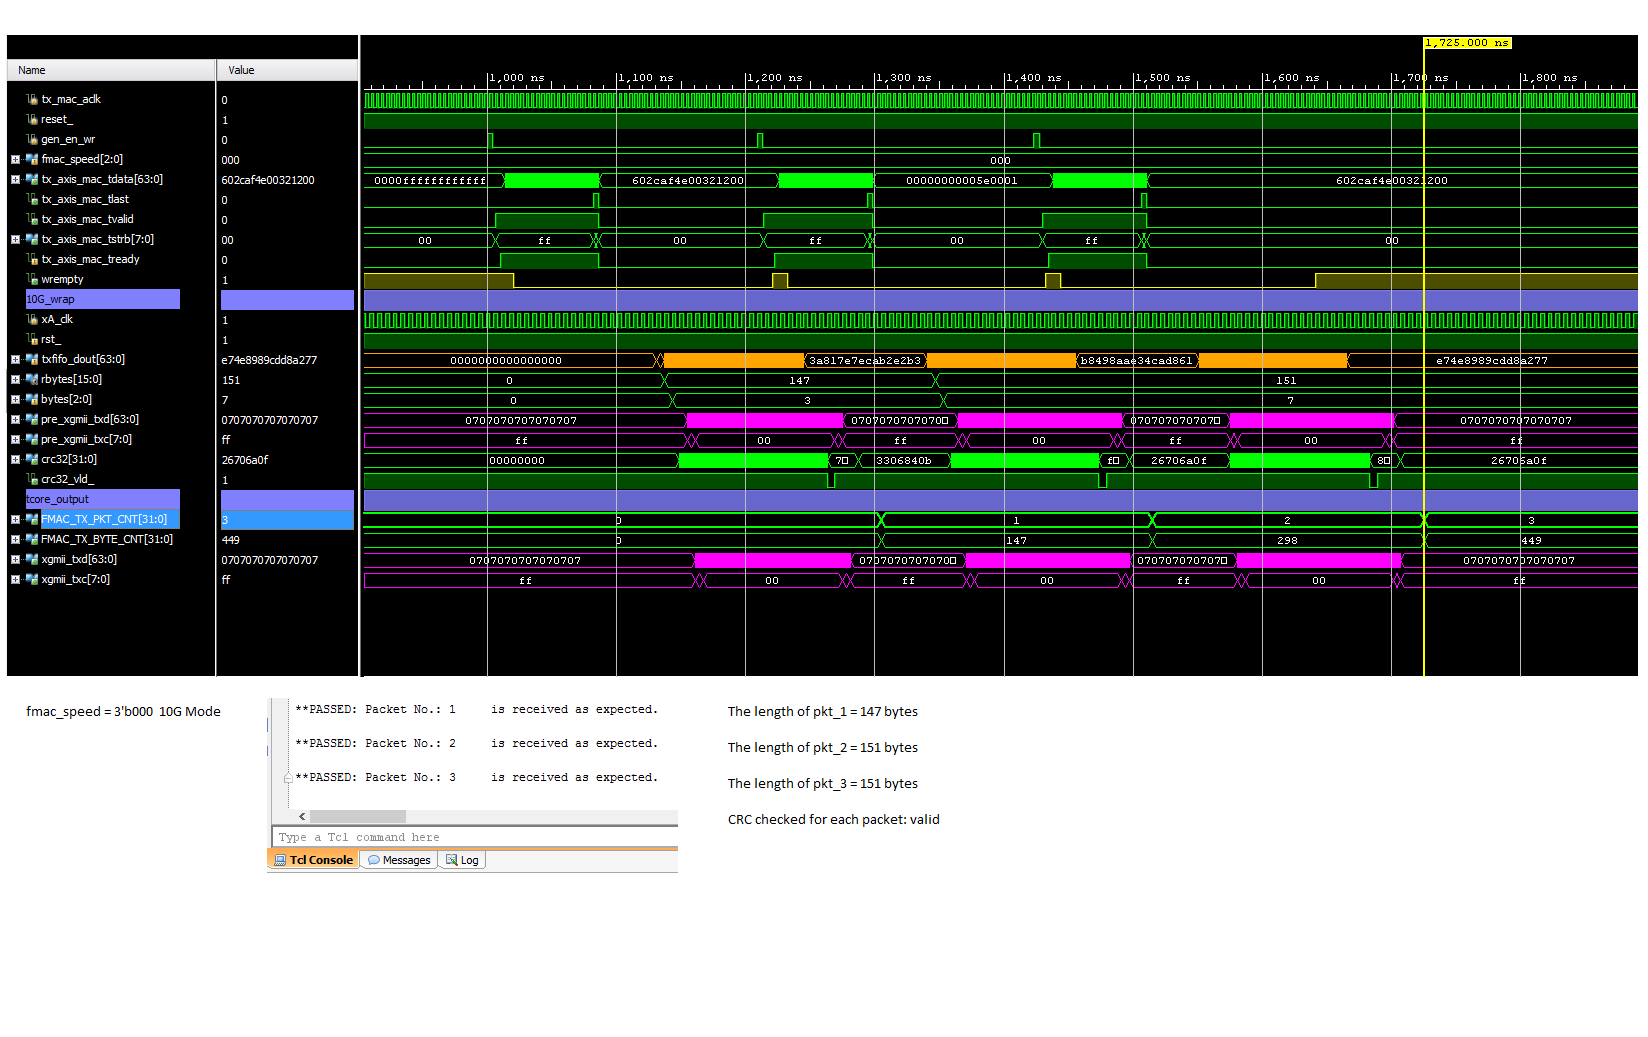 1,725.000 ns
Name Value
1,000 ns 1,100 ns 1,200 ns 1,300 ns 1,400 ns 1,500 ns 1,600 ns 1,700 ns 1,800 ns
tx_mac_aclk 0
reset_ 1
gen_en_wr 0
fmac_speed[2:0] 000 000
tx_axis_mac_tdata[63:0] 602caf4e00321200 0000ffffffffffff 602caf4e00321200 00000000005e0001 602caf4e00321200
tx_axis_mac_tlast 0
tx_axis_mac_tvalid 0
tx_axis_mac_tstrb[7:0] 00 00 ff 00 ff 00 ff 00
tx_axis_mac_tready 0
wrempty 1
10G_wrap
xA_clk 1
rst_ 1
txfifo_dout[63:0] e74e8989cdd8a277 0000000000000000 3a817e7ecab2e2b3 b8498aae34cad861 e74e8989cdd8a277
rbytes[15:0] 151 0 147 151
bytes[2:0] 7 0 3 7
pre_xgmii_txd[63:0] 0707070707070707 0707070707070707 070707070707070 070707070707070 0707070707070707
pre_xgmii_txc[7:0] ff ff 00 ff 00 ff 00 ff
crc32[31:0] 26706a0f 00000000 7 3306840b f 26706a0f 8 26706a0f
crc32_vld_ 1
tcore_output
FMAC_TX_PKT_CNT[31:0] 3 0 1 2 3
FMAC_TX_BYTE_CNT[31:0] 449 0 147 298 449
xgmii_txd[63:0] 0707070707070707 0707070707070707 070707070707070 070707070707070 0707070707070707
xgmii_txc[7:0] ff ff 00 ff 00 ff 00 ff
fmac_speed = 3'b000 10G Mode
**PASSED: Packet No.: 1 is received as expected.
**PASSED: Packet No.: 2 is received as expected.
**PASSED: Packet No.: 3 is received as expected.
Type a Tcl command here
Tcl Console Messages Log
The length of pkt_1 = 147 bytes
The length of pkt_2 = 151 bytes
The length of pkt_3 = 151 bytes
CRC checked for each packet: valid